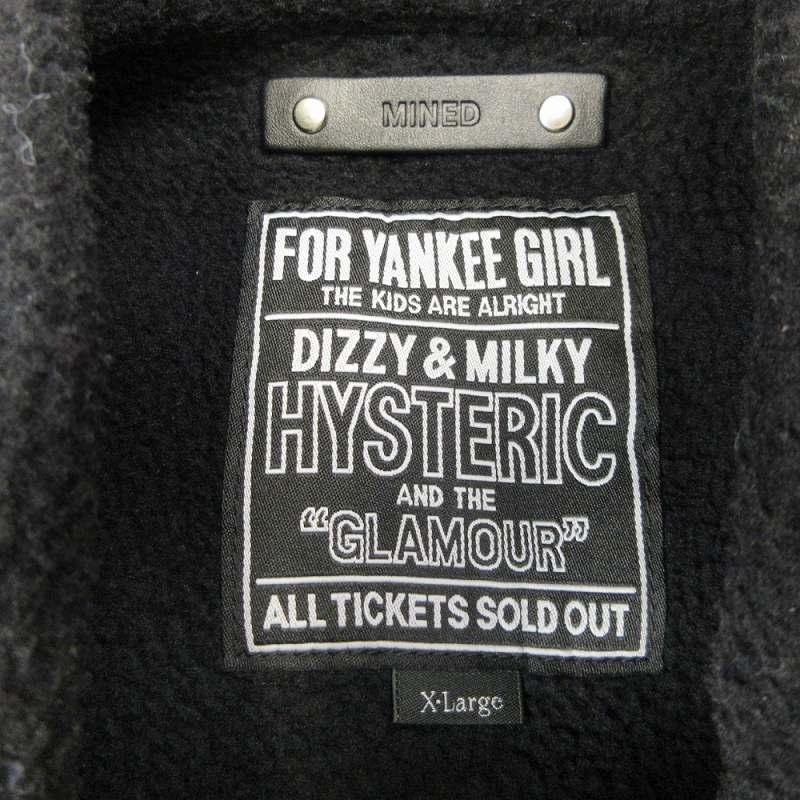 MINED
FOR YANKEE GIRL
THE KIDS ARE ALRIGHT
DIZZY & MILKY
HYSTERIC
AND THE
“GLAMOUR”
ALL TICKETS SOLD OUT
X·Large